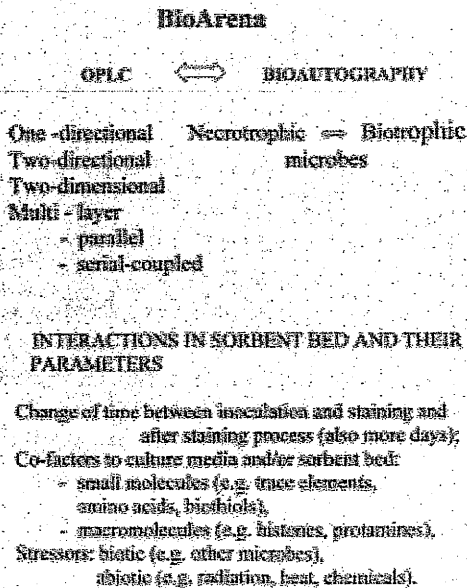 BioArena
OPLC ⇔ BIOAUTOGRAPHY
One -directional Necrotrophic ⇌ Biotrophic
Two-directional microbes
Two-dimensional
Multi - layer
- parallel
- serial-coupled
INTERACTIONS IN SORBENT BED AND THEIR
PARAMETERS
Change of time between inoculation and staining and
after staining process (also more days);
Co-factors to culture media and/or sorbent bed:
- small molecules (e.g. trace elements,
amino acids, biothiols),
- macromolecules (e.g. histones, protamines),
Stressors: biotic (e.g. other microbes),
abiotic (e.g. radiation, heat, chemicals).